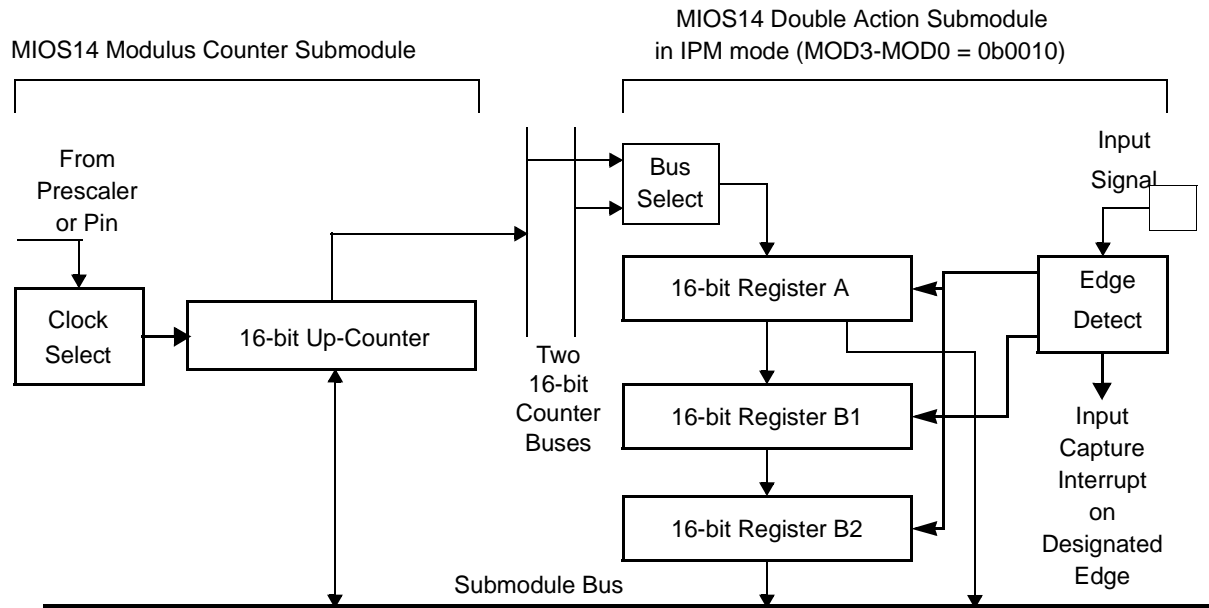 MIOS14 Modulus Counter Submodule
MIOS14 Double Action Submodule
in IPM mode (MOD3-MOD0 = 0b0010)
From
Prescaler
or Pin
Clock
Select
16-bit Up-Counter
Two
16-bit
Counter
Buses
Bus
Select
16-bit Register A
16-bit Register B1
16-bit Register B2
Input
Signal
Edge
Detect
Input
Capture
Interrupt
on
Designated
Edge
Submodule Bus